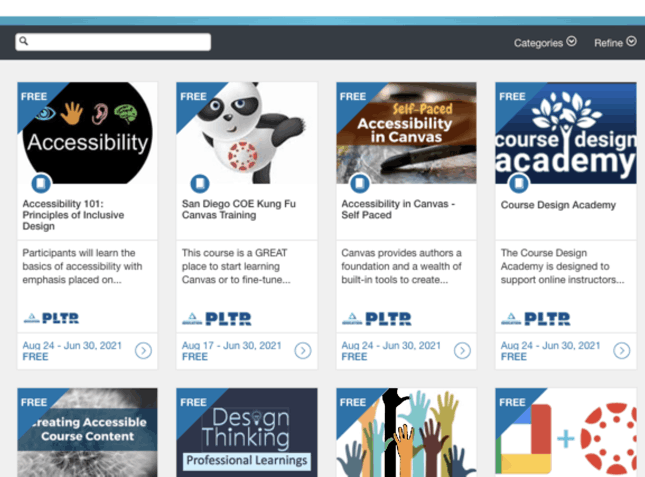 Categories Refine
FREE
Accessibility
Accessibility 101:
Principles of Inclusive
Design
Participants will learn the
basics of accessibility with
emphasis placed on...
PLTR
Aug 24 - Jun 30, 2021
FREE
FREE
San Diego COE Kung Fu
Canvas Training
This course is a GREAT
place to start learning
Canvas or to fine-tune...
PLTR
Aug 17 - Jun 30, 2021
FREE
FREE
Self-Paced
Accessibility
in Canvas
Accessibility in Canvas -
Self Paced
Canvas provides authors a
foundation and a wealth of
built-in tools to create...
PLTR
Aug 24 - Jun 30, 2021
FREE
FREE
course design
academy
Course Design Academy
The Course Design
Academy is designed to
support online instructors...
PLTR
Aug 24 - Jun 30, 2021
FREE
FREE
reating Accessible
Course Content
FREE
Design
Thinking
Professional Learnings
FREE
FREE
+